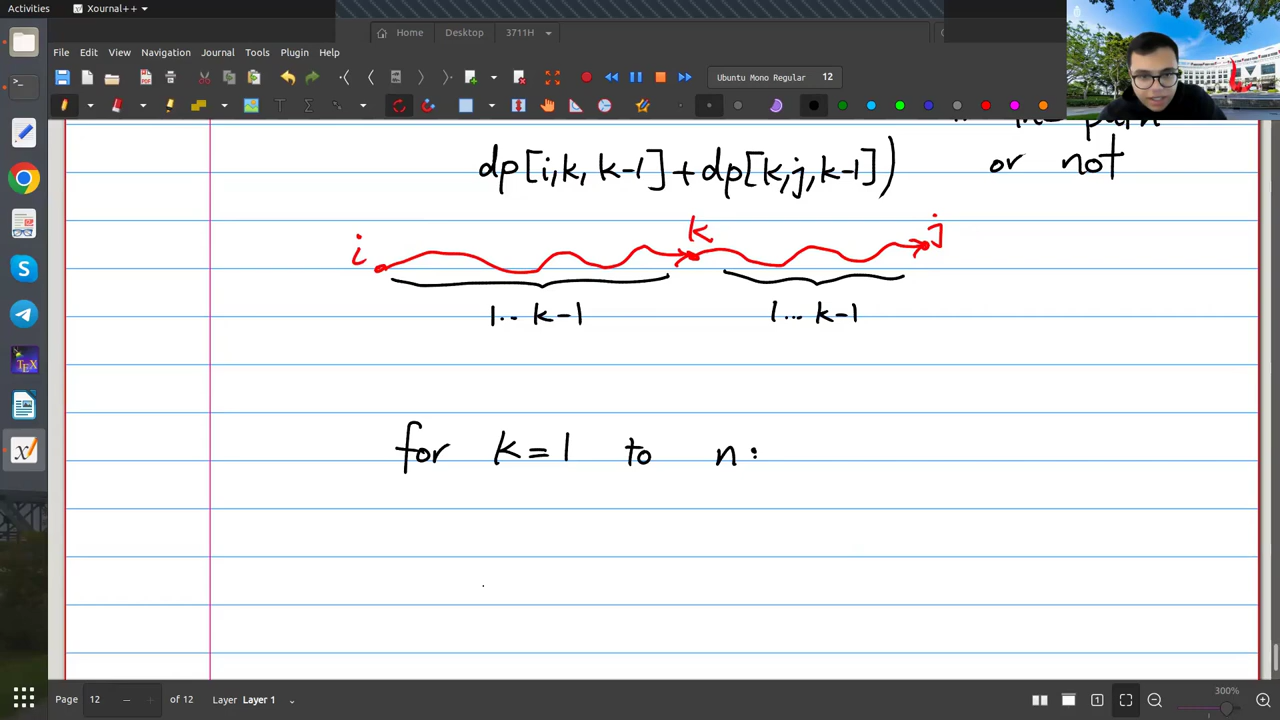 Activities Xournal++
Home Desktop 3711H
File Edit View Navigation Journal Tools Plugin Help
Ubuntu Mono Regular 12
or not
dp[i,k, k-1] + dp[k,j,k-1])
i k j
1.. k-1 1... k-1
for k = 1 to n:
Page 12 of 12 Layer Layer 1 300%